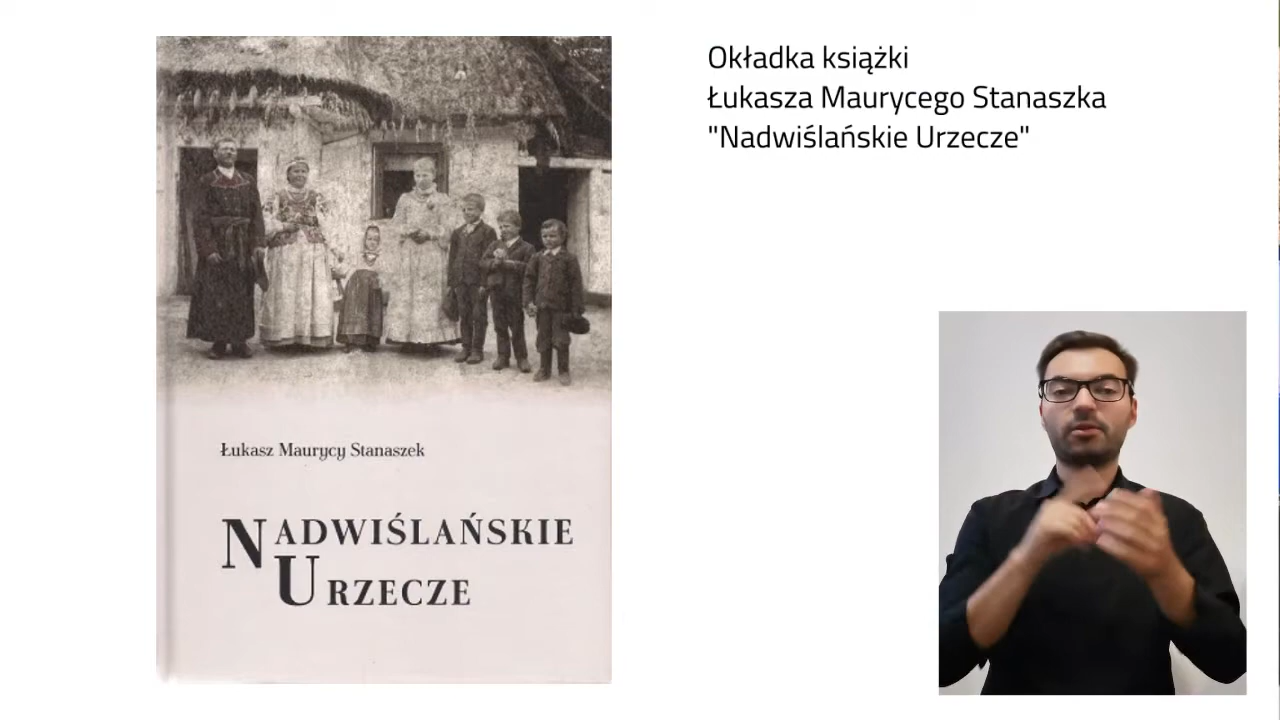 Okładka książki
Łukasza Maurycego Stanaszka
"Nadwiślańskie Urzecze"
Łukasz Maurycy Stanaszek
NADWIŚLAŃSKIE
URZECZE